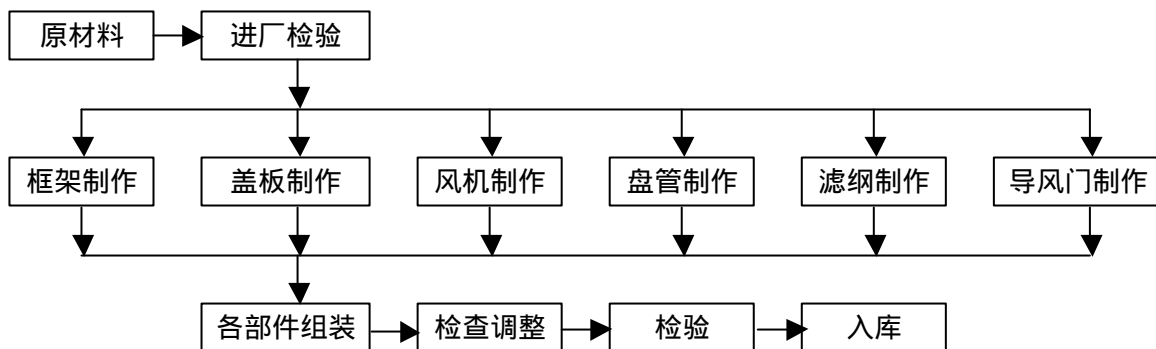 原材料
进厂检验
框架制作
盖板制作
风机制作
盘管制作
滤纲制作
导风门制作
各部件组装
检查调整
检验
入库